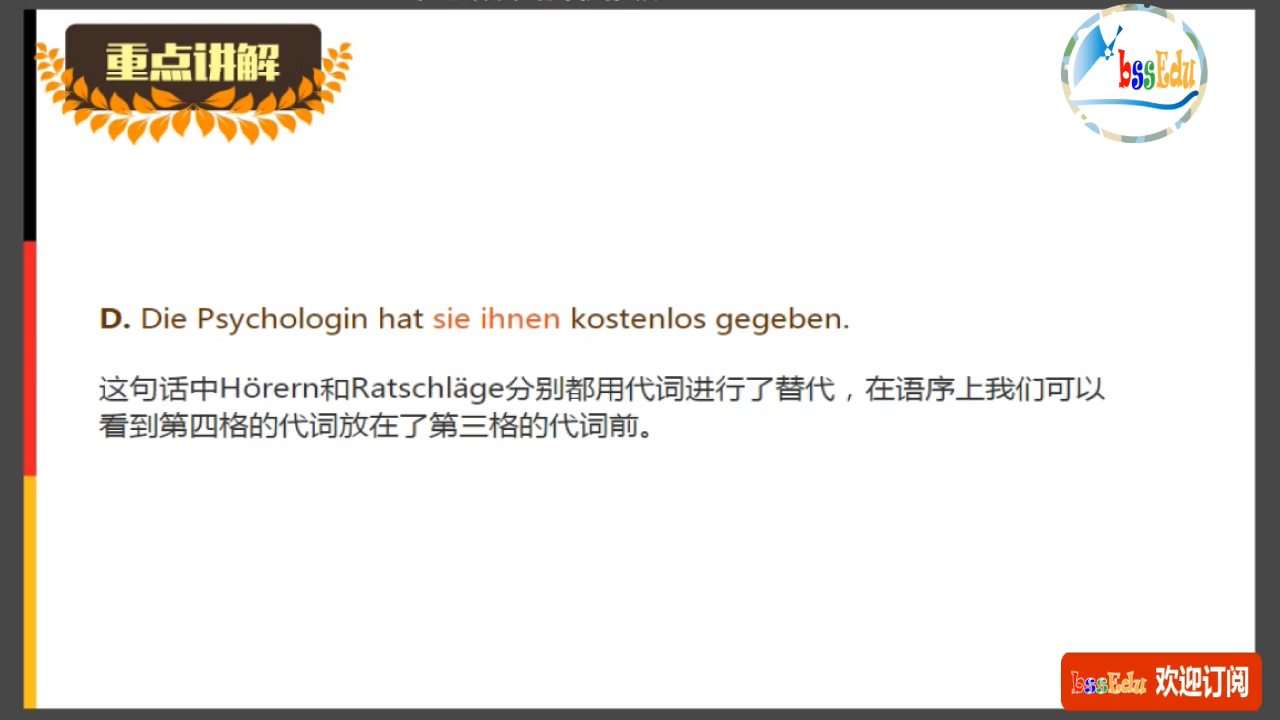 重点讲解
bssEdu
D. Die Psychologin hat sie ihnen kostenlos gegeben.
这句话中Hörern和Ratschläge分别都用代词进行了替代，在语序上我们可以
看到第四格的代词放在了第三格的代词前。
bssEdu 欢迎订阅